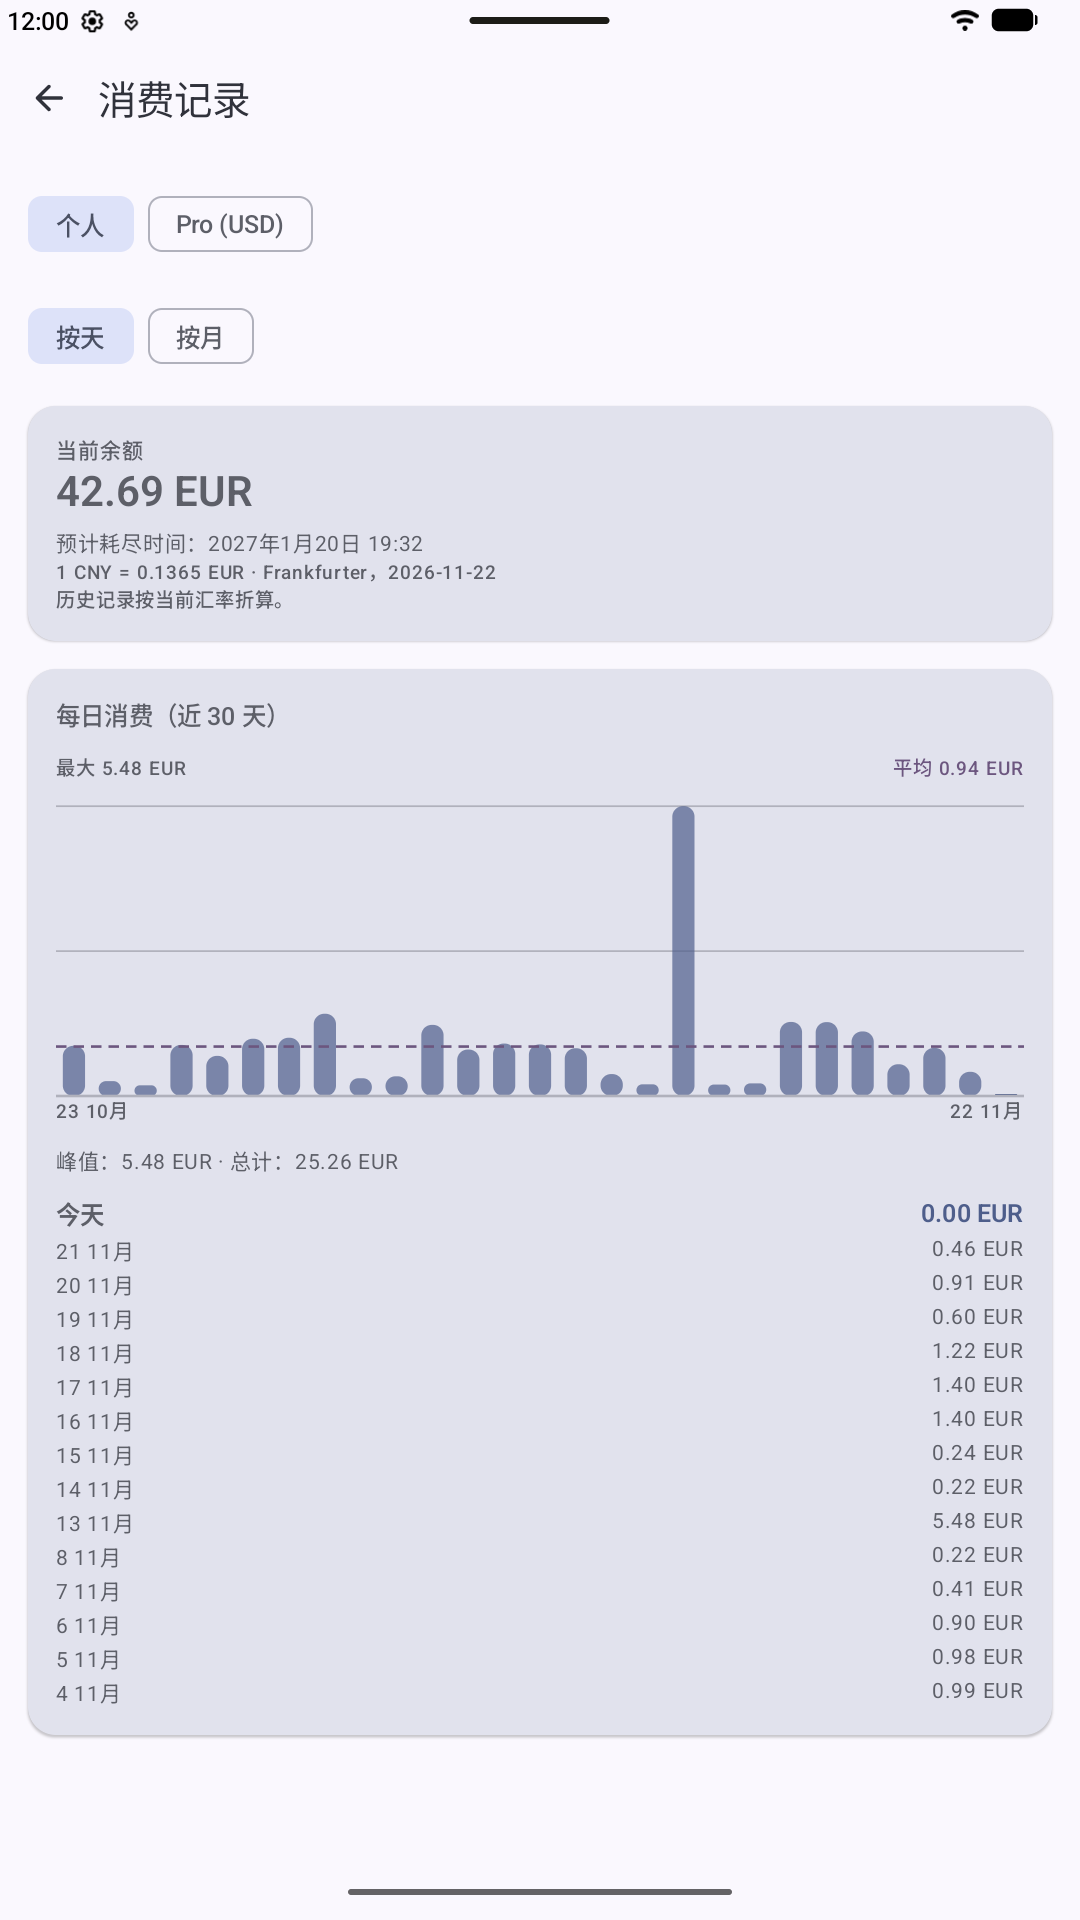 12:00
消费记录
个人
Pro (USD)
按天
按月
当前余额
42.69 EUR
预计耗尽时间：2027年1月20日 19:32
1 CNY = 0.1365 EUR · Frankfurter，2026-11-22
历史记录按当前汇率折算。
每日消费（近 30 天）
最大 5.48 EUR
平均 0.94 EUR
23 10月
22 11月
峰值：5.48 EUR · 总计：25.26 EUR
今天 0.00 EUR
21 11月 0.46 EUR
20 11月 0.91 EUR
19 11月 0.60 EUR
18 11月 1.22 EUR
17 11月 1.40 EUR
16 11月 1.40 EUR
15 11月 0.24 EUR
14 11月 0.22 EUR
13 11月 5.48 EUR
8 11月 0.22 EUR
7 11月 0.41 EUR
6 11月 0.90 EUR
5 11月 0.98 EUR
4 11月 0.99 EUR